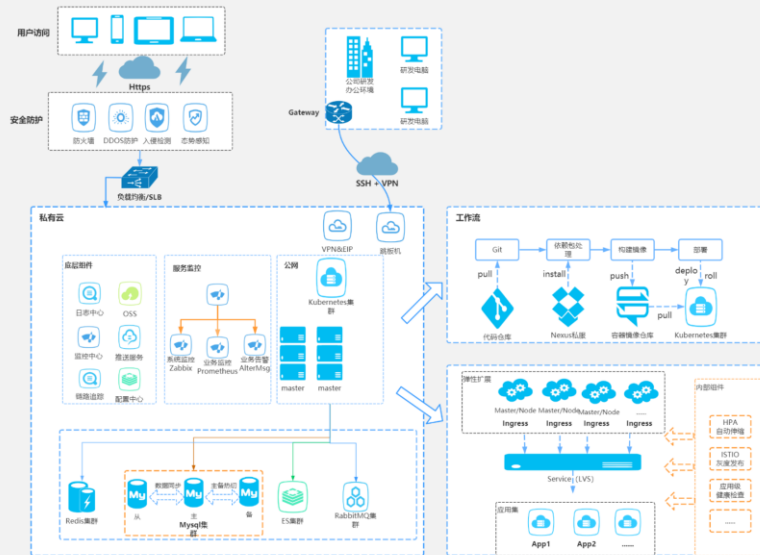 用户访问
Https
安全防护
防火墙
DDOS防护
入侵检测
态势感知
负载均衡/SLB
公司研发
办公环境
研发电脑
研发电脑
Gateway
SSH + VPN
私有云
VPN&EIP
跳板机
底层组件
日志中心
OSS
监控中心
推送服务
链路追踪
配置中心
服务监控
系统监控
Zabbix
业务监控
Prometheus
业务告警
AlterMsg
公网
Kubernetes集
群
master
master
Redis集群
数据同步
主备热切
从
主
备
Mysql集
群
ES集群
RabbitMQ集
群
工作流
Git
依赖包处
理
构建镜像
部署
pull
install
push
deplo
y
roll
pull
代码仓库
Nexus私匿
容器镜像仓库
Kubernetes集群
弹性扩展
Master/Node
Master/Node
Master/Node
......
Ingress
Ingress
Ingress
Ingress
Service (LVS)
应用集
App1
App2
......
内部组件
HPA
自动伸缩
ISTIO
灰度发布
应用级
健康检查
......